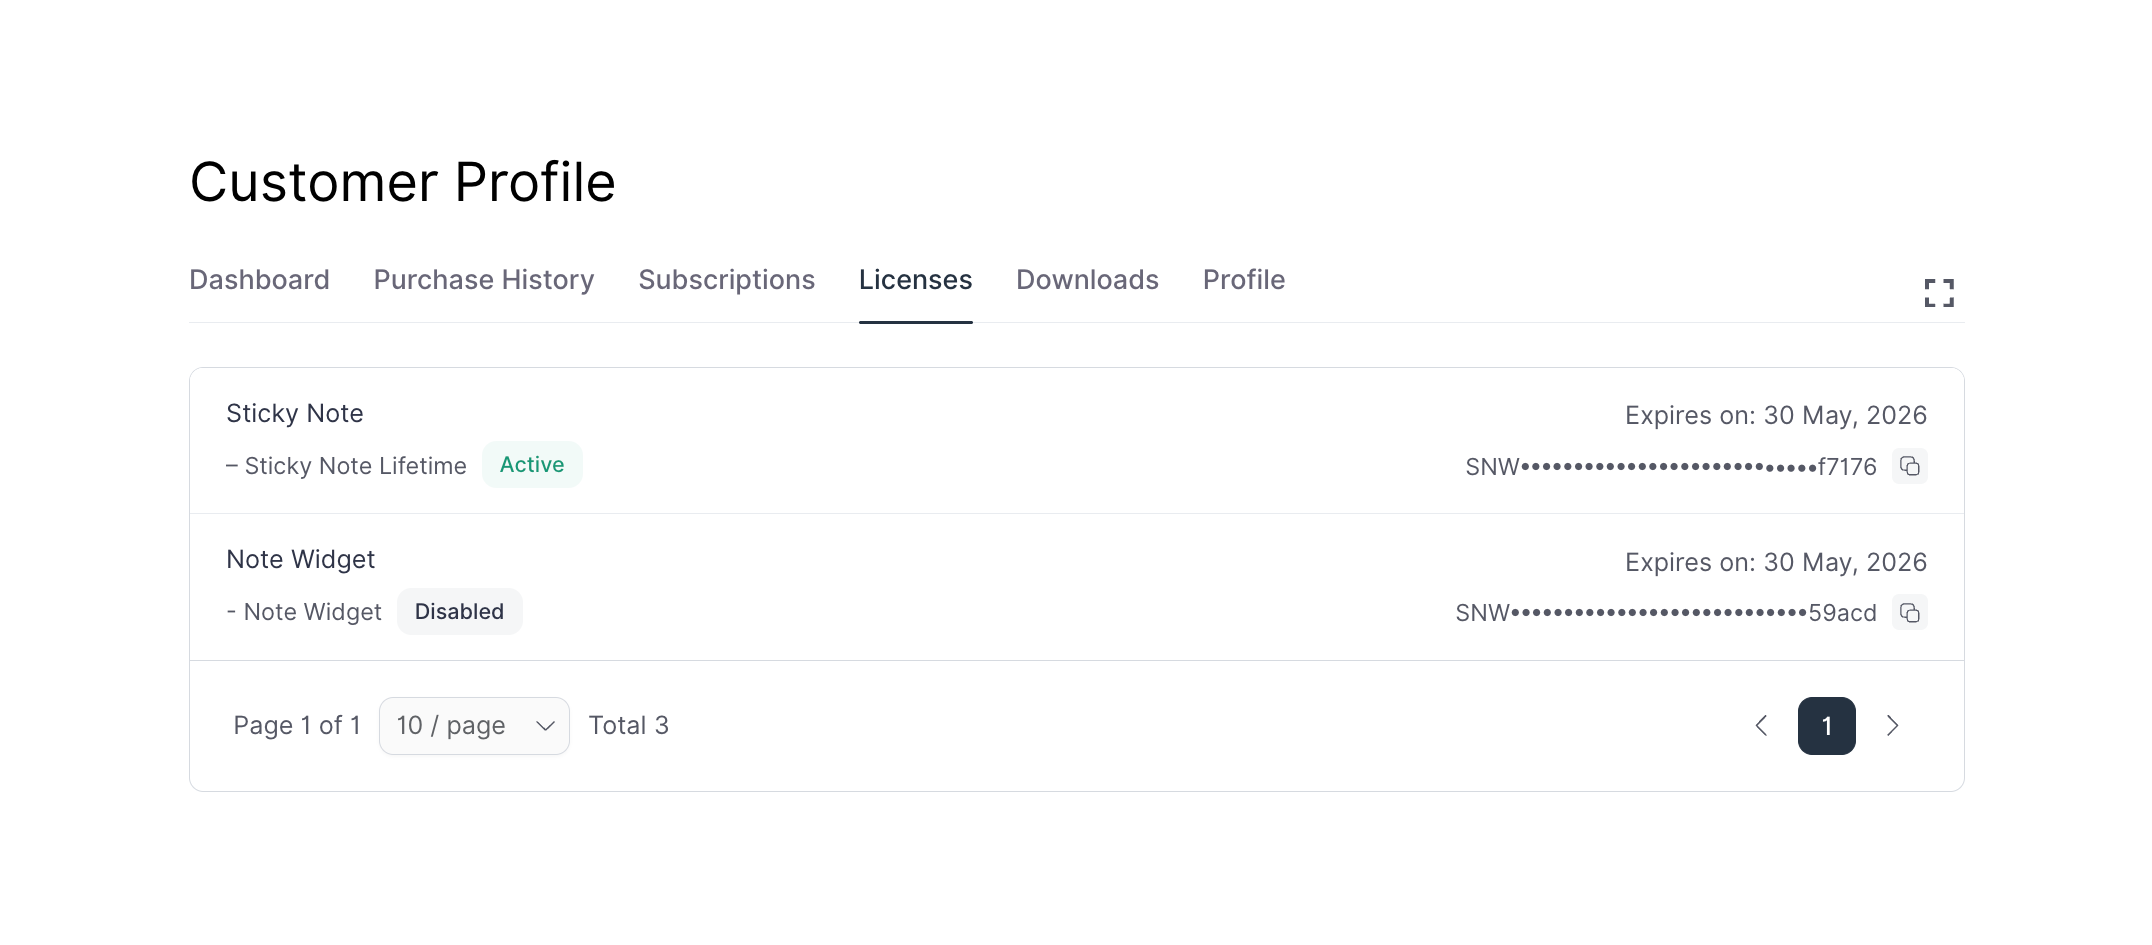 Customer Profile
Dashboard Purchase History Subscriptions Licenses Downloads Profile
Sticky Note Expires on: 30 May, 2026
– Sticky Note Lifetime Active SNW••••••••••••••••••••••••••••f7176
Note Widget Expires on: 30 May, 2026
- Note Widget Disabled SNW••••••••••••••••••••••••••••59acd
Page 1 of 1 10 / page Total 3 1